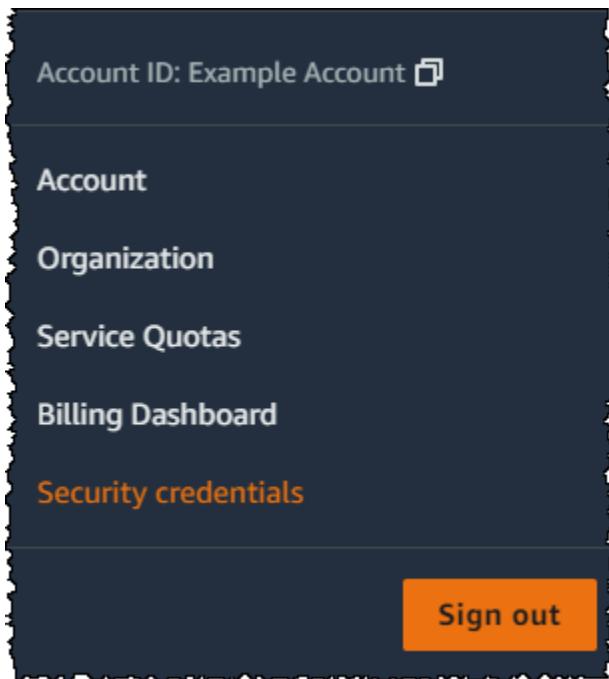 Account ID: Example Account
Account
Organization
Service Quotas
Billing Dashboard
Security credentials
Sign out